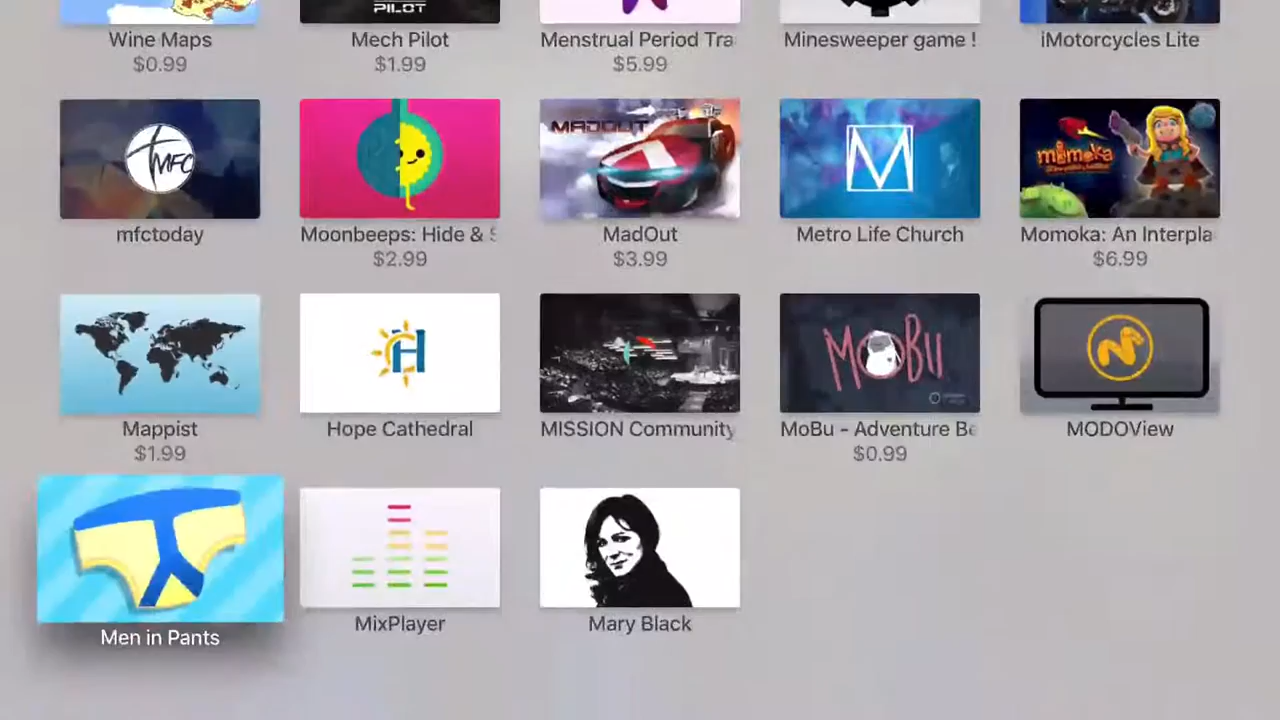 PILOT
Wine Maps
Mech Pilot
Menstrual Period Tra
Minesweeper game !
iMotorcycles Lite
$0.99
$1.99
$5.99
MFC
MADOUT
M
momoka
mfctoday
Moonbeeps: Hide & S
MadOut
Metro Life Church
Momoka: An Interpla
$2.99
$3.99
$6.99
H
MOBU
N
Mappist
Hope Cathedral
MISSION Community
MoBu - Adventure Be
MODOView
$1.99
$0.99
Men in Pants
MixPlayer
Mary Black